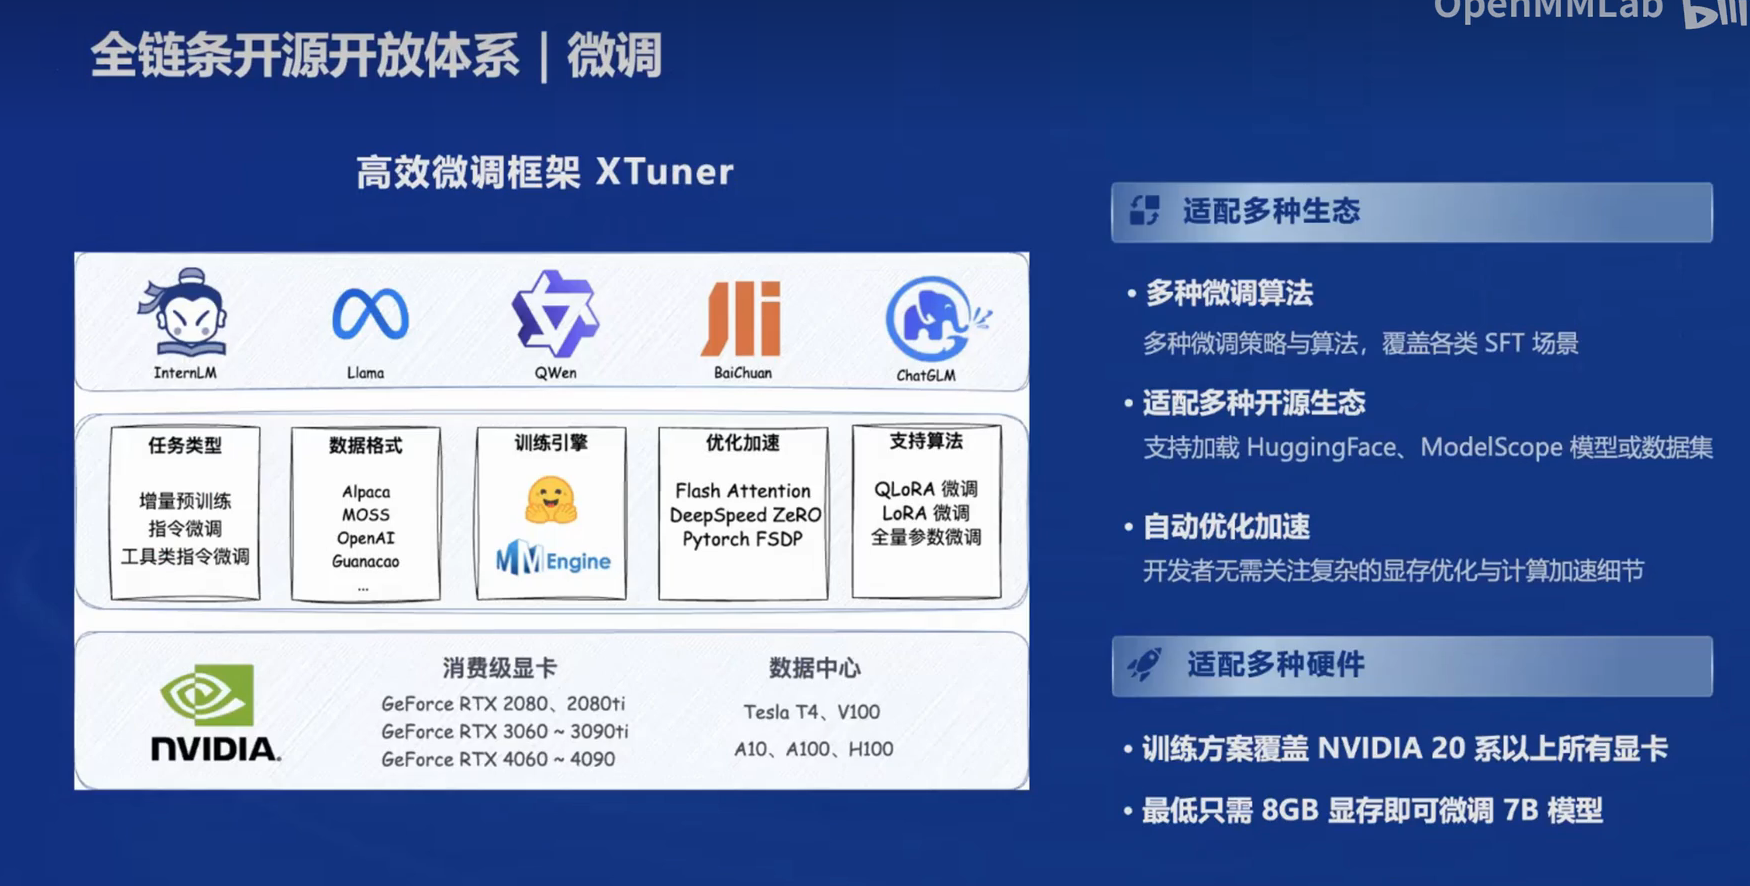 OpenMMLab
全链条开源开放体系 | 微调
高效微调框架 XTuner
InternLM
Llama
QWen
BaiChuan
ChatGLM
任务类型
增量预训练
指令微调
工具类指令微调
数据格式
Alpaca
MOSS
OpenAI
Guanacao
...
训练引擎
MMEngine
优化加速
Flash Attention
DeepSpeed ZeRO
Pytorch FSDP
支持算法
QLoRA 微调
LoRA 微调
全量参数微调
NVIDIA.
消费级显卡
GeForce RTX 2080、2080ti
GeForce RTX 3060 ~ 3090ti
GeForce RTX 4060 ~ 4090
数据中心
Tesla T4、V100
A10、A100、H100
适配多种生态
• 多种微调算法
多种微调策略与算法，覆盖各类 SFT 场景
• 适配多种开源生态
支持加载 HuggingFace、ModelScope 模型或数据集
• 自动优化加速
开发者无需关注复杂的显存优化与计算加速细节
适配多种硬件
• 训练方案覆盖 NVIDIA 20 系以上所有显卡
• 最低只需 8GB 显存即可微调 7B 模型